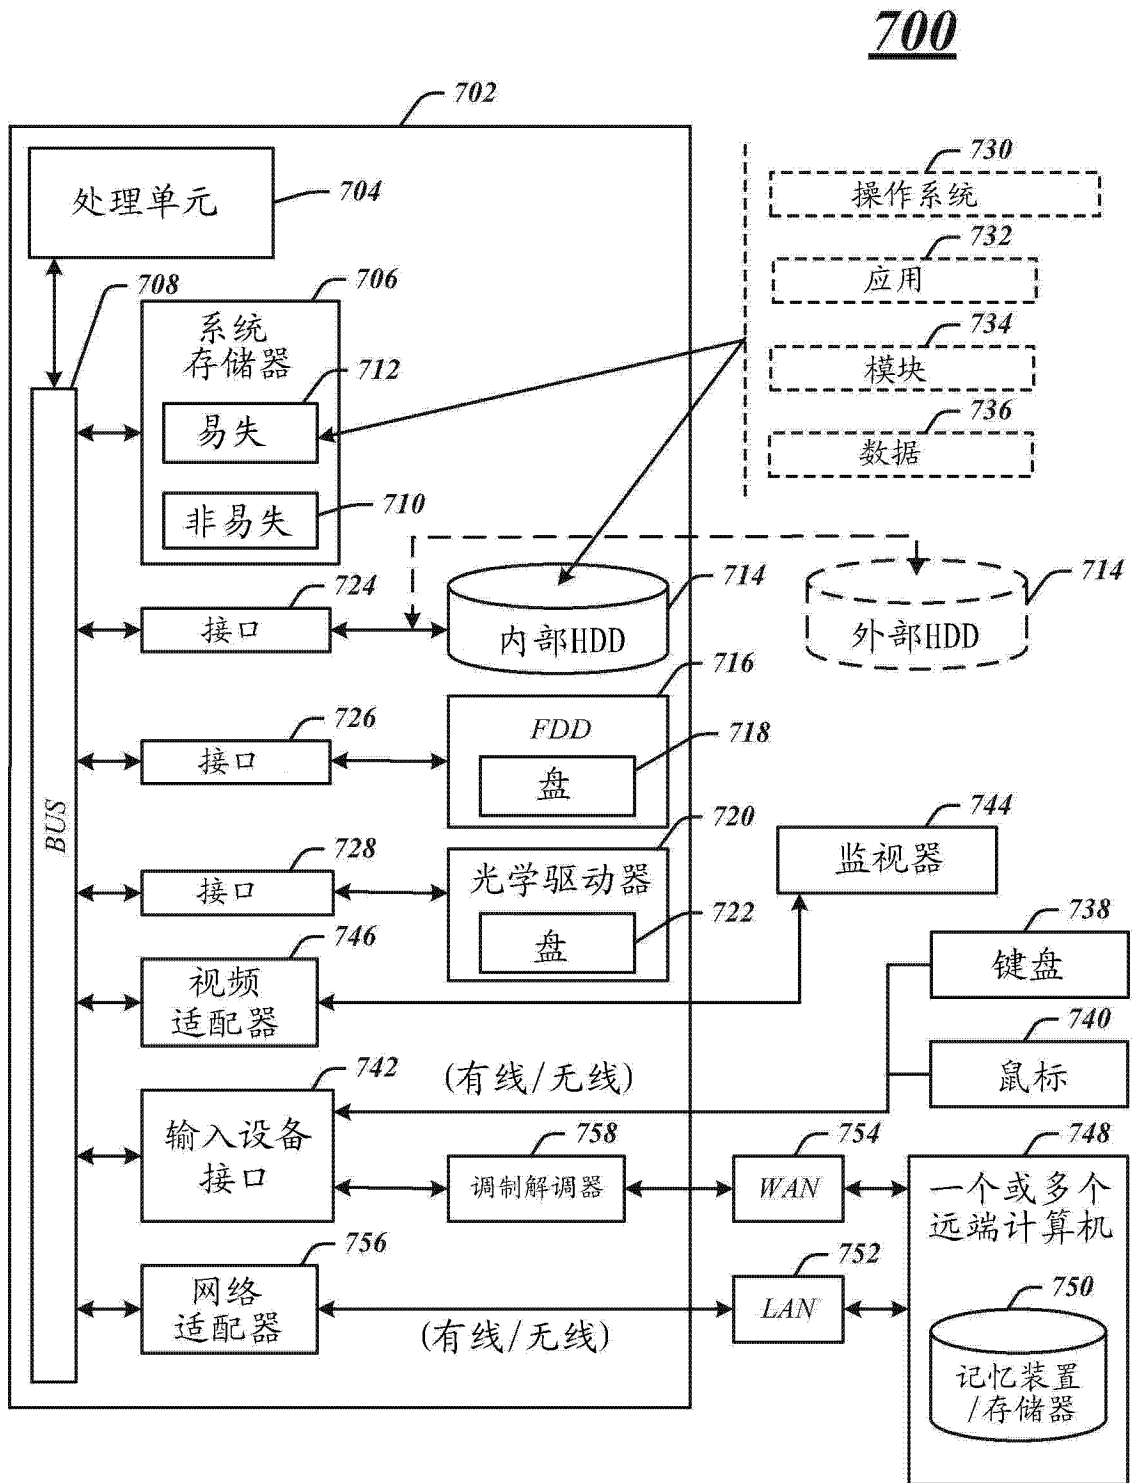 700
702
处理单元
704
708
706
系统
存储器
712
易失
非易失
710
730
操作系统
732
应用
734
模块
736
数据
BUS
724
接口
内部HDD
714
外部HDD
714
716
726
接口
FDD
718
盘
720
728
接口
光学驱动器
722
盘
744
监视器
746
视频
适配器
738
键盘
740
鼠标
742
(有线/无线)
输入设备
接口
758
调制解调器
754
WAN
748
一个或多个
远端计算机
756
网络
适配器
(有线/无线)
752
LAN
750
记忆装置
/存储器